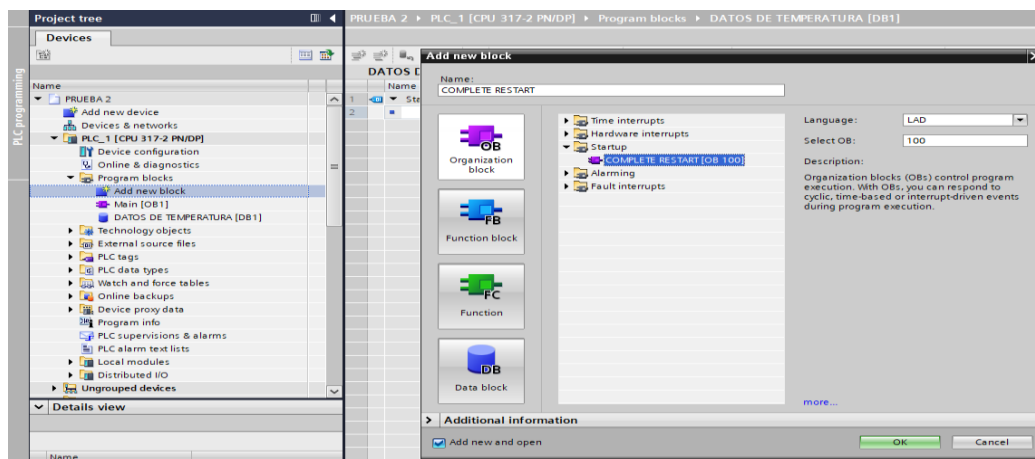 Project tree
PRUEBA 2 PLC_1 [CPU 317-2 PN/DP] Program blocks DATOS DE TEMPERATURA [DB1]
Devices
PLC programming
Name
PRUEBA 2
Add new device
Devices & networks
PLC_1 [CPU 317-2 PN/DP]
Device configuration
Online & diagnostics
Program blocks
Add new block
Main [OB1]
DATOS DE TEMPERATURA [DB1]
Technology objects
External source files
PLC tags
PLC data types
Watch and force tables
Online backups
Device proxy data
Program info
PLC supervisions & alarms
PLC alarm text lists
Local modules
Distributed I/O
Ungrouped devices
Details view
Name
DATOS D
Name
1 Sta
2
Add new block
Name:
COMPLETE RESTART
OB
Organization
block
FB
Function block
FC
Function
DB
Data block
Time interrupts
Hardware interrupts
Startup
COMPLETE RESTART [OB 100]
Alarming
Fault interrupts
Language: LAD
Select OB: 100
Description:
Organization blocks (OBs) control program
execution. With OBs, you can respond to
cyclic, time-based or interrupt-driven events
during program execution.
more...
Additional information
Add new and open
OK Cancel